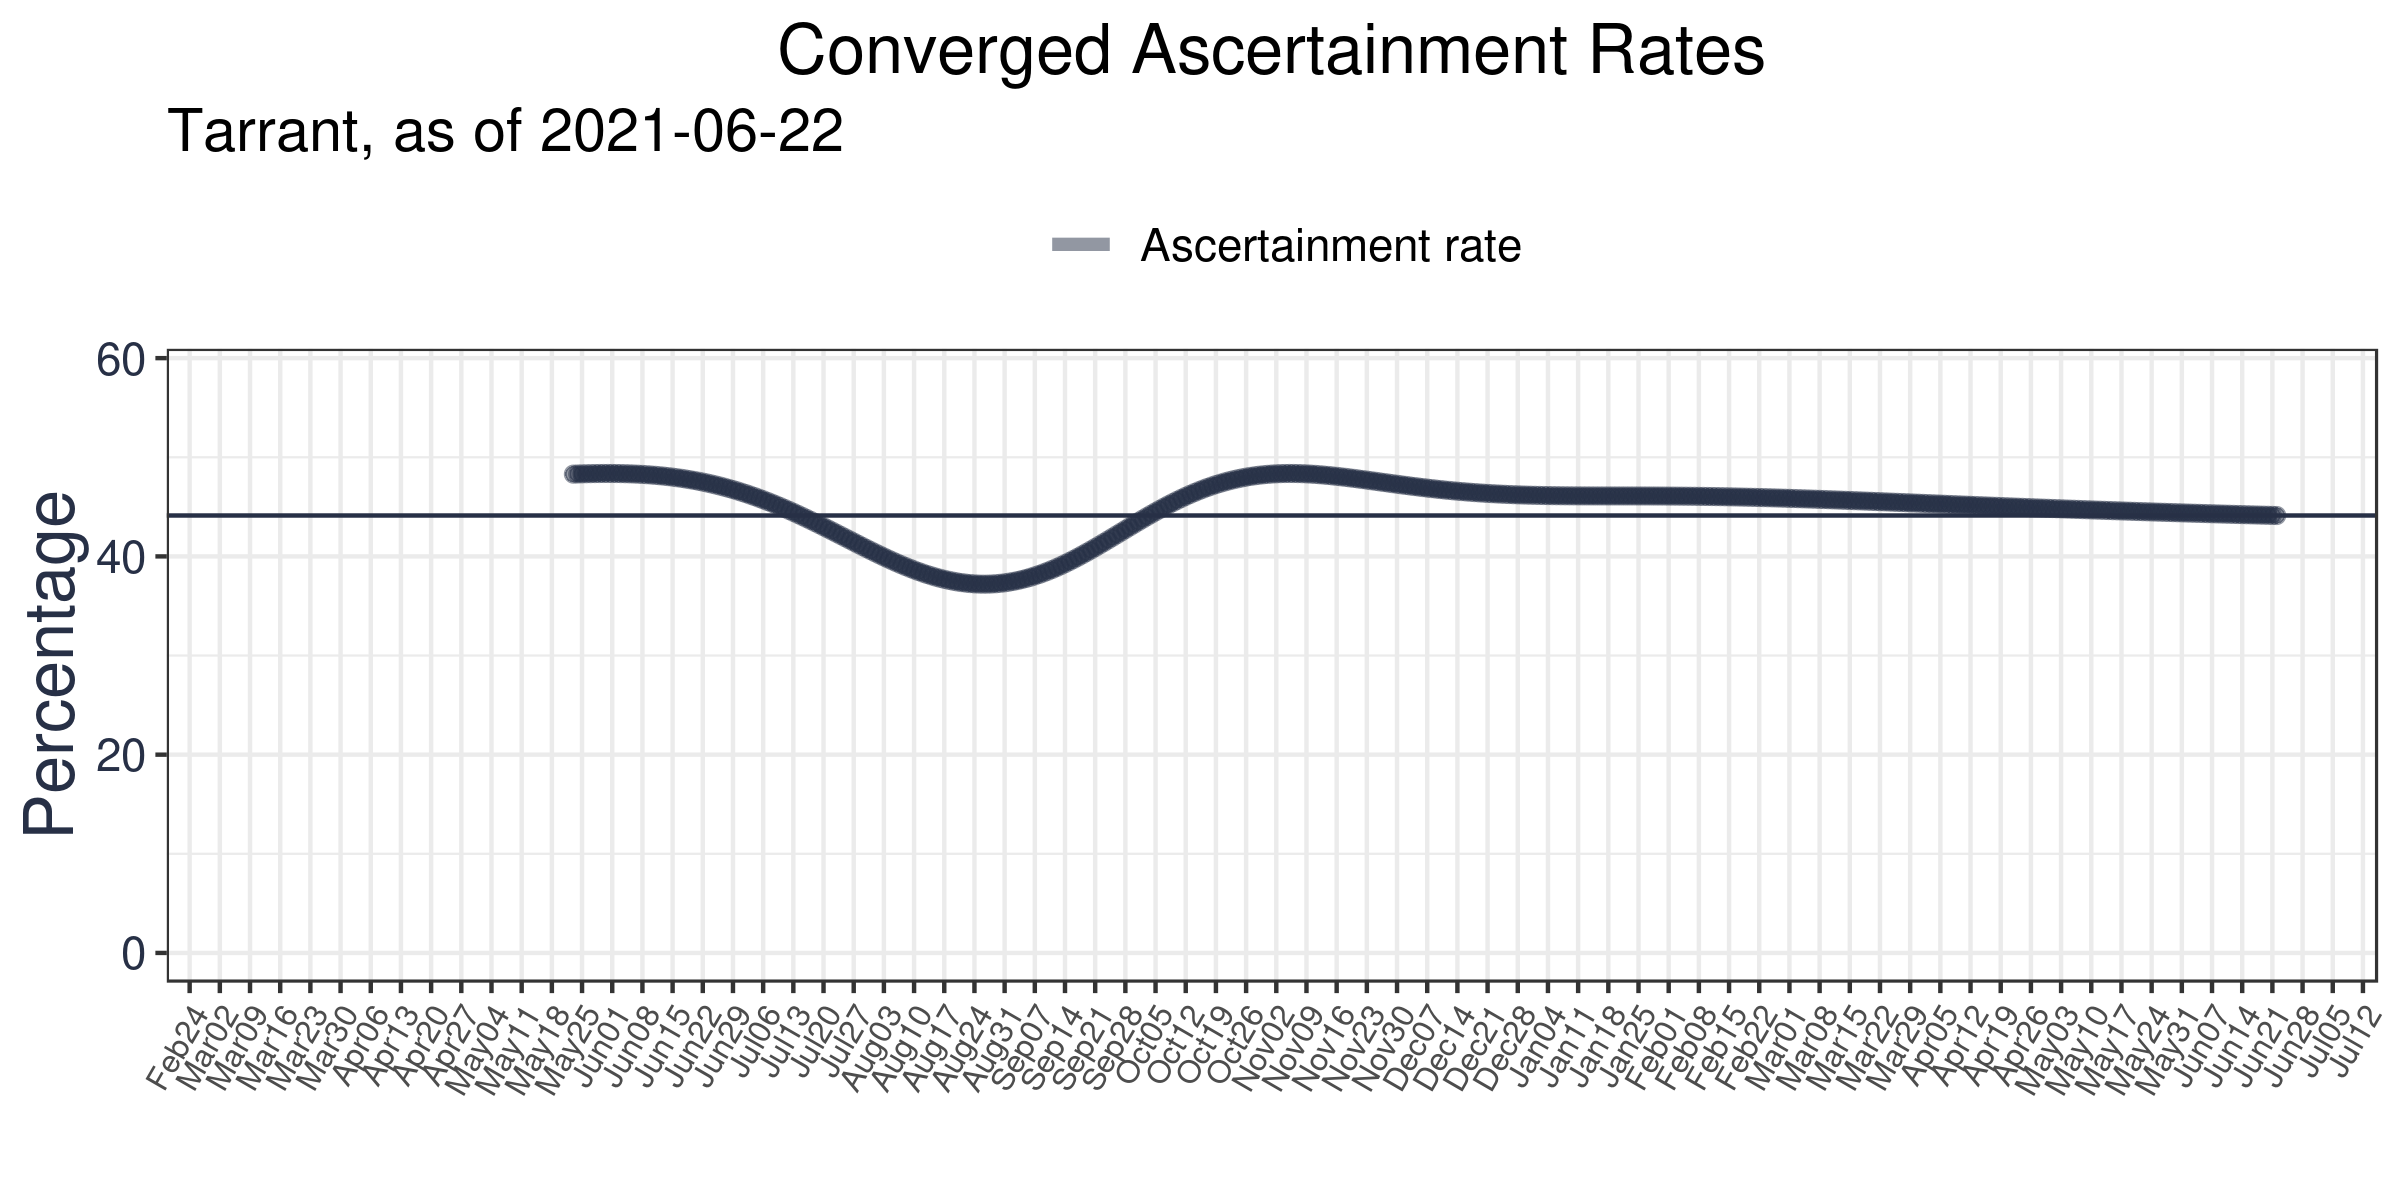 Converged Ascertainment Rates
Tarrant, as of 2021-06-22
Ascertainment rate
Percentage
60
40
20
0
Feb24
Mar02
Mar09
Mar16
Mar23
Mar30
Apr06
Apr13
Apr20
Apr27
May04
May11
May18
May25
Jun01
Jun08
Jun15
Jun22
Jun29
Jul06
Jul13
Jul20
Jul27
Aug03
Aug10
Aug17
Aug24
Aug31
Sep07
Sep14
Sep21
Sep28
Oct05
Oct12
Oct19
Oct26
Nov02
Nov09
Nov16
Nov23
Nov30
Dec07
Dec14
Dec21
Dec28
Jan04
Jan11
Jan18
Jan25
Feb01
Feb08
Feb15
Feb22
Mar01
Mar08
Mar15
Mar22
Mar29
Apr05
Apr12
Apr19
Apr26
May03
May10
May17
May24
May31
Jun07
Jun14
Jun21
Jun28
Jul05
Jul12